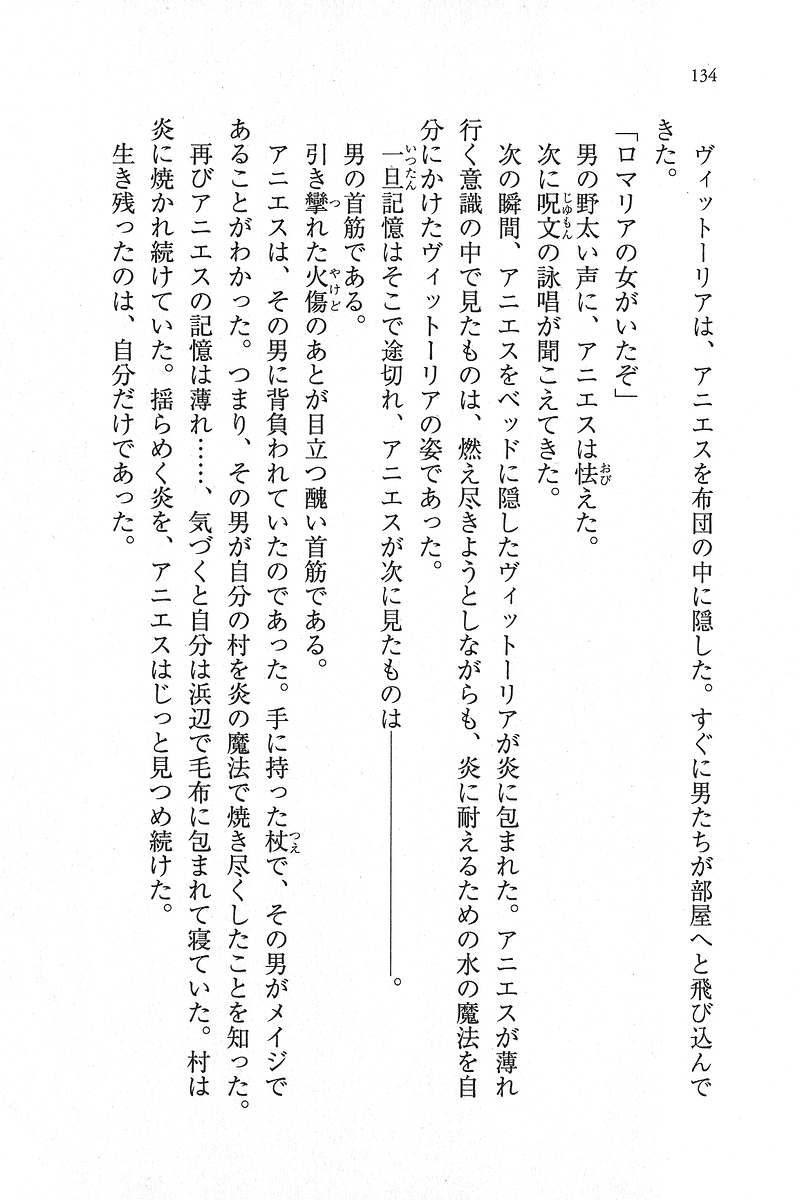 134
ヴィットーリアは、アニエスを布団の中に隠した。すぐに男たちが部屋へと飛び込んで
きた。
「ロマリアの女がいたぞ」
男の野太い声に、アニエスは怯えた。
次に呪文の詠唱が聞こえてきた。
次の瞬間、アニエスをベッドに隠したヴィットーリアが炎に包まれた。アニエスが薄れ
行く意識の中で見たものは、燃え尽きようとしながらも、炎に耐えるための水の魔法を自
分にかけたヴィットーリアの姿であった。
一旦記憶はそこで途切れ、アニエスが次に見たものは――――――――――。
男の首筋である。
引き攣れた火傷のあとが目立つ醜い首筋である。
アニエスは、その男に背負われていたのであった。手に持った杖で、その男がメイジで
あることがわかった。つまり、その男が自分の村を炎の魔法で焼き尽くしたことを知った。
再びアニエスの記憶は薄れ……、気づくと自分は浜辺で毛布に包まれて寝ていた。村は
炎に焼かれ続けていた。揺らめく炎を、アニエスはじっと見つめ続けた。
生き残ったのは、自分だけであった。